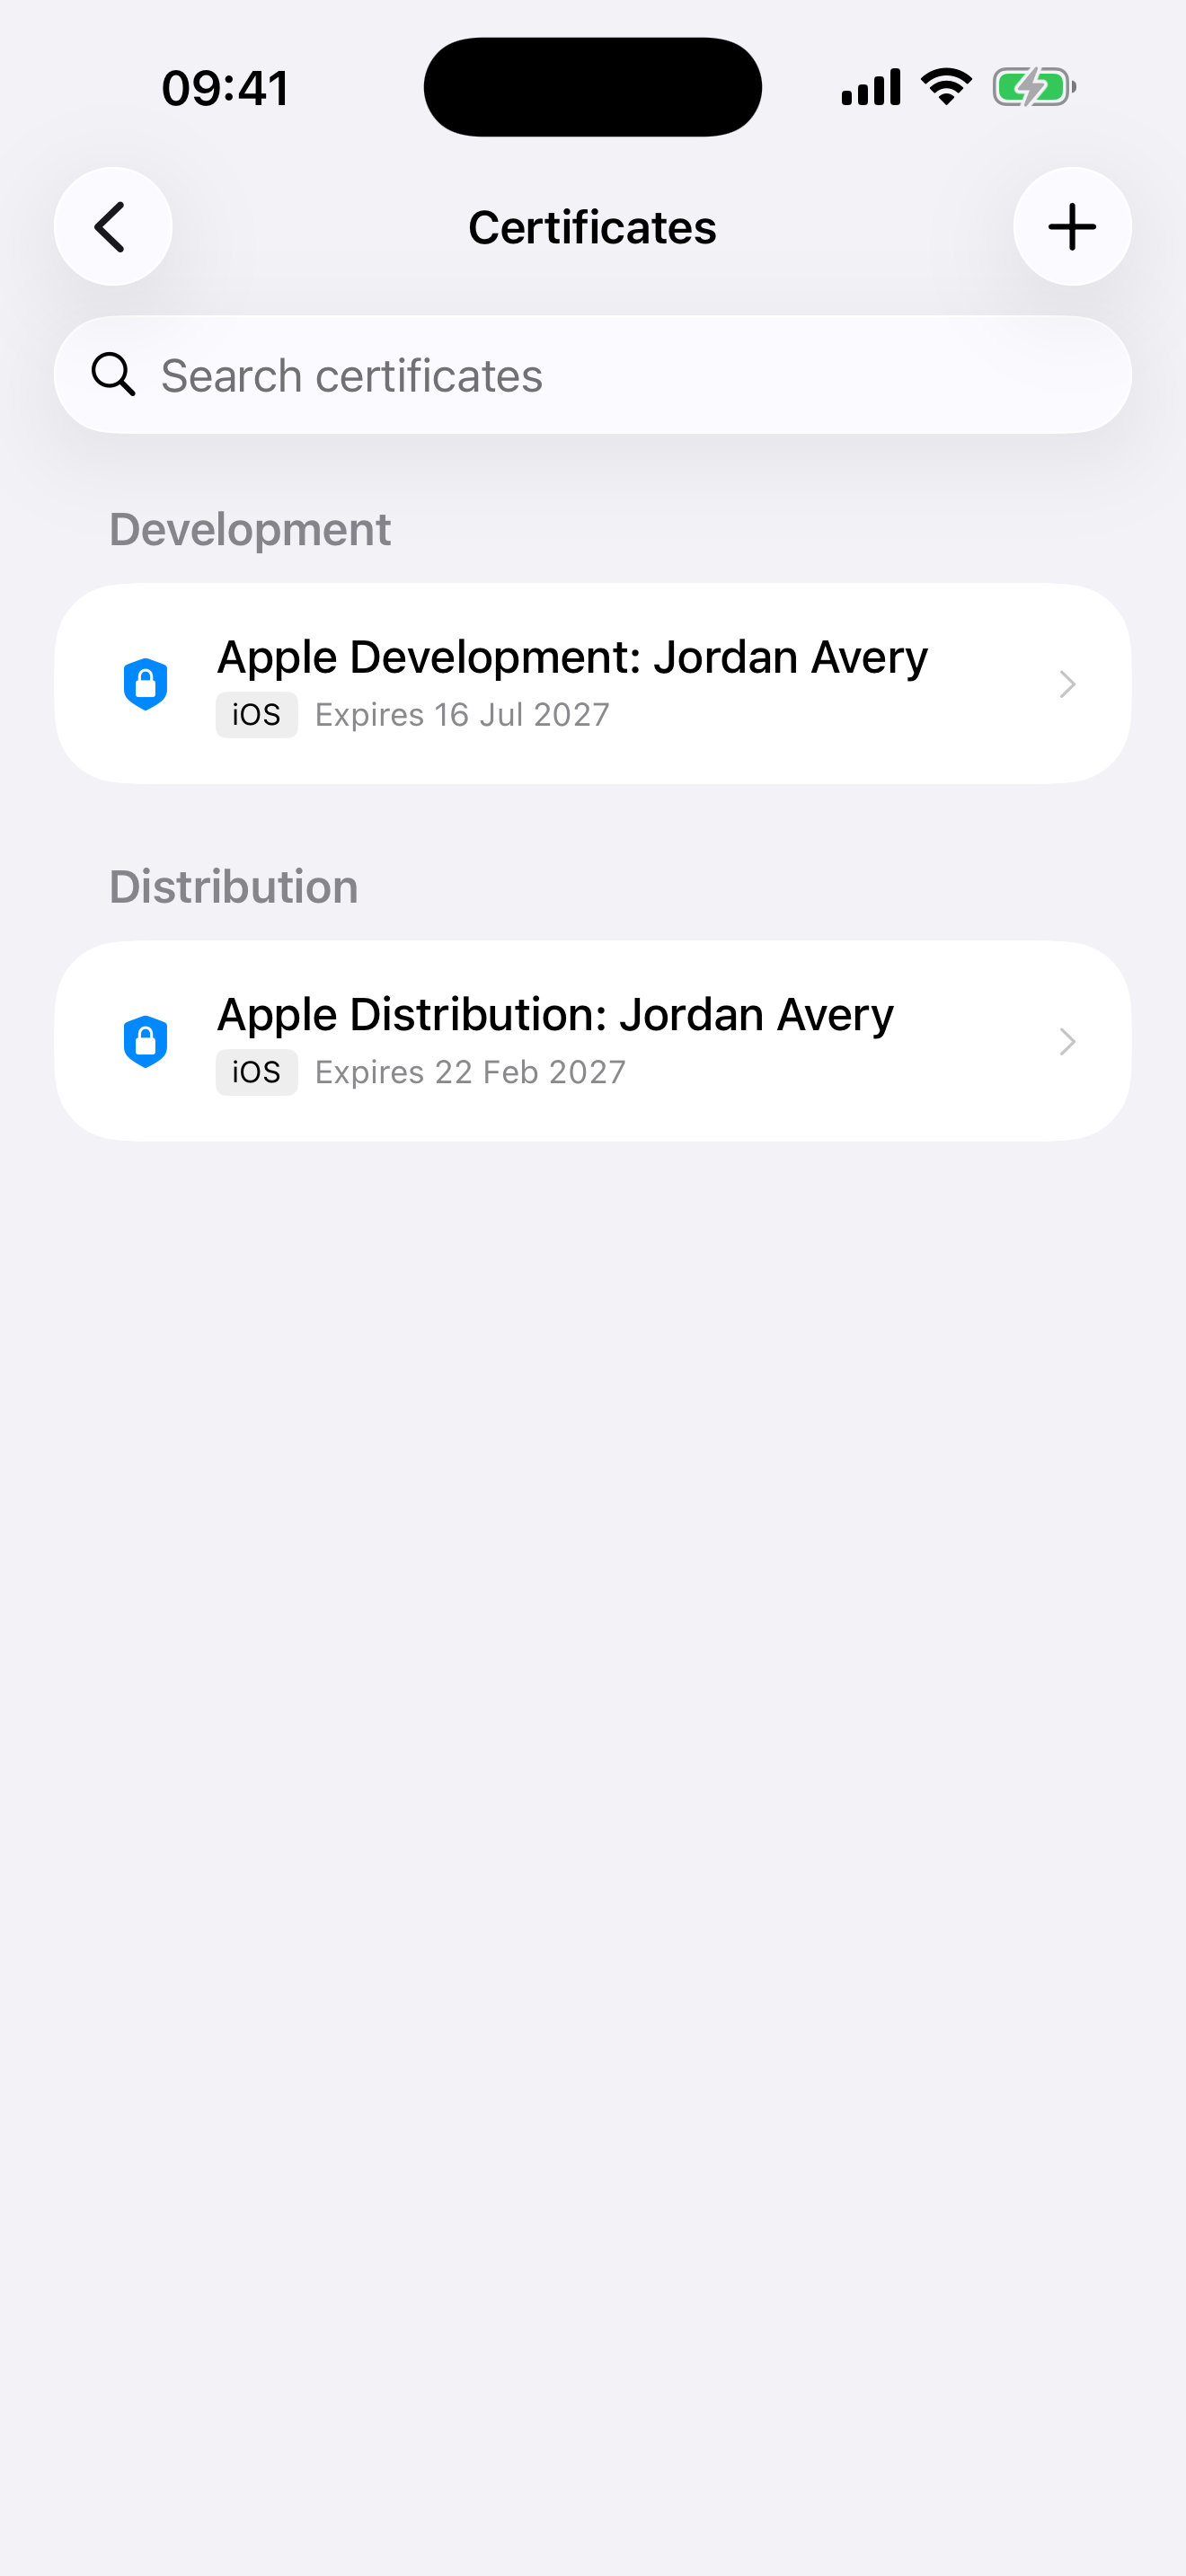 09:41
Certificates
Search certificates
Development
Apple Development: Jordan Avery
iOS Expires 16 Jul 2027
Distribution
Apple Distribution: Jordan Avery
iOS Expires 22 Feb 2027